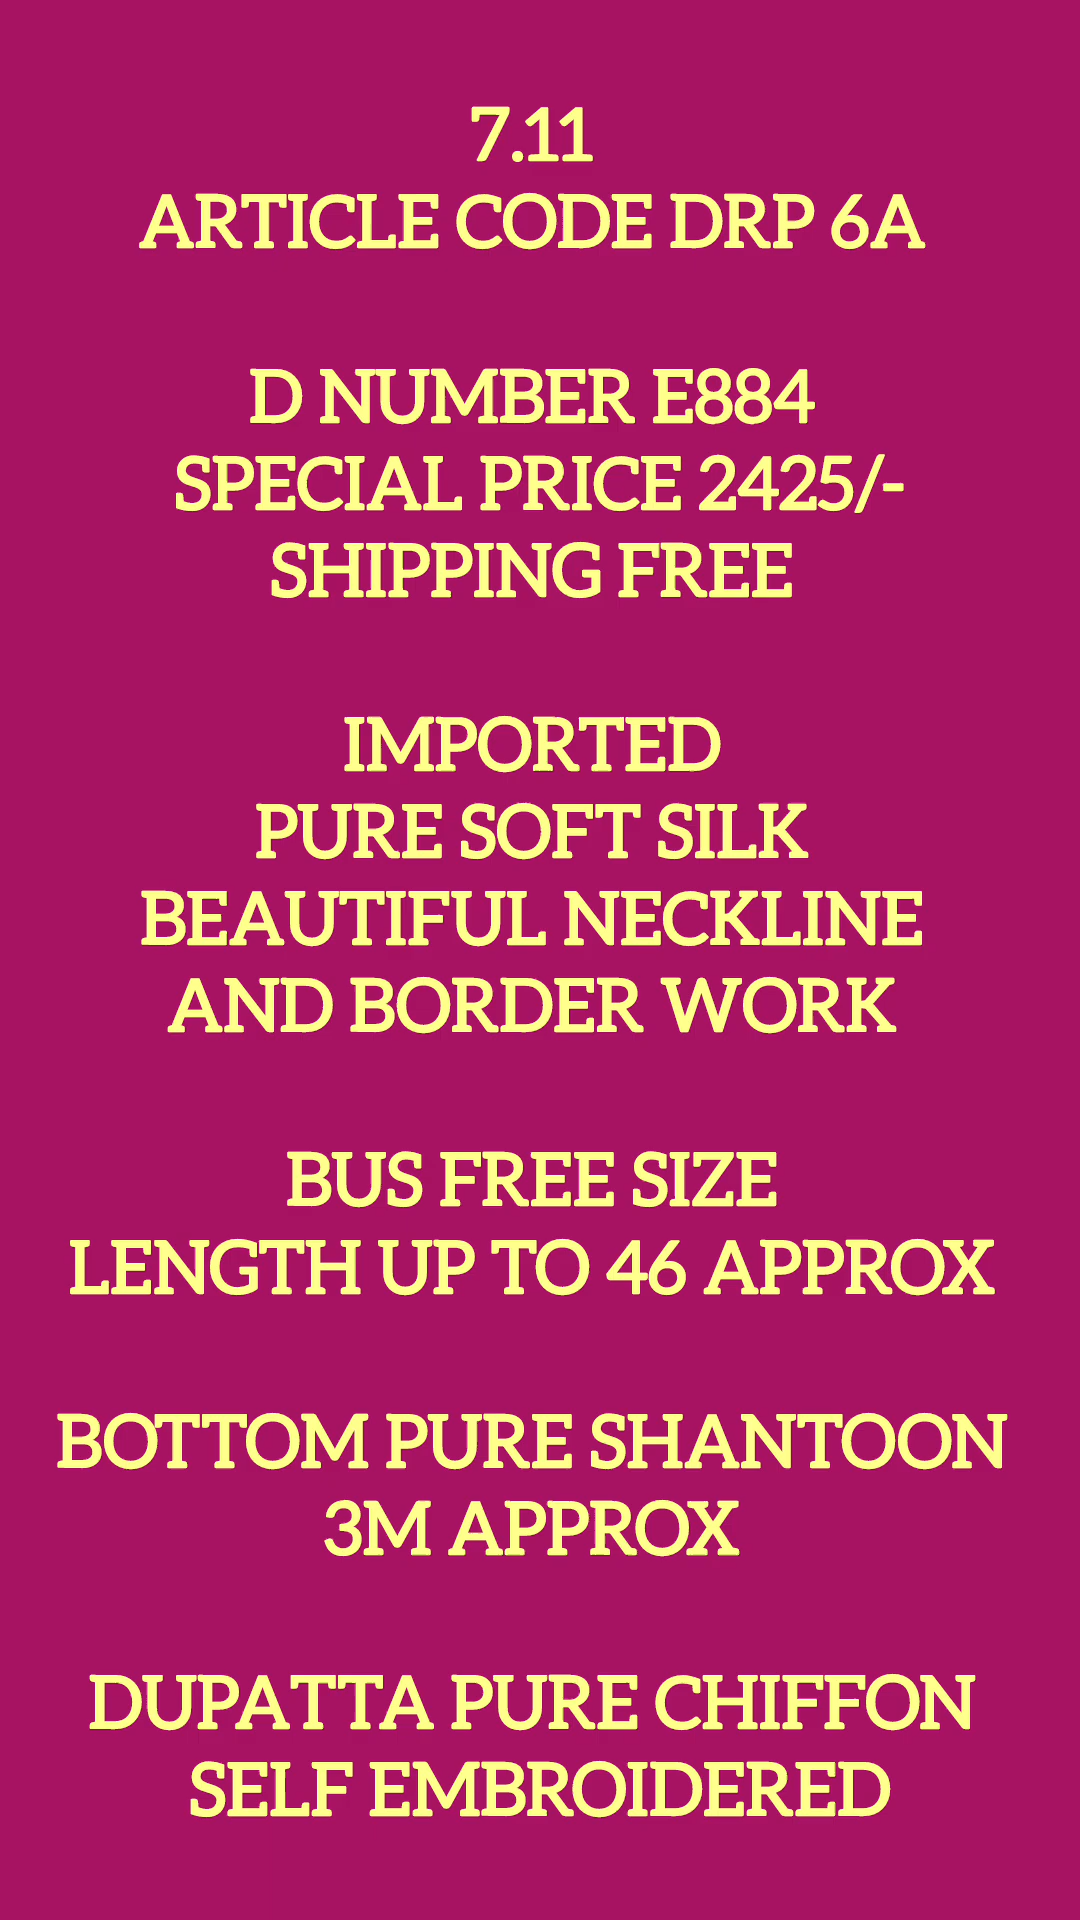 7.11
ARTICLE CODE DRP 6A
D NUMBER E884
SPECIAL PRICE 2425/-
SHIPPING FREE
IMPORTED
PURE SOFT SILK
BEAUTIFUL NECKLINE
AND BORDER WORK
BUS FREE SIZE
LENGTH UP TO 46 APPROX
BOTTOM PURE SHANTOON
3M APPROX
DUPATTA PURE CHIFFON
SELF EMBROIDERED